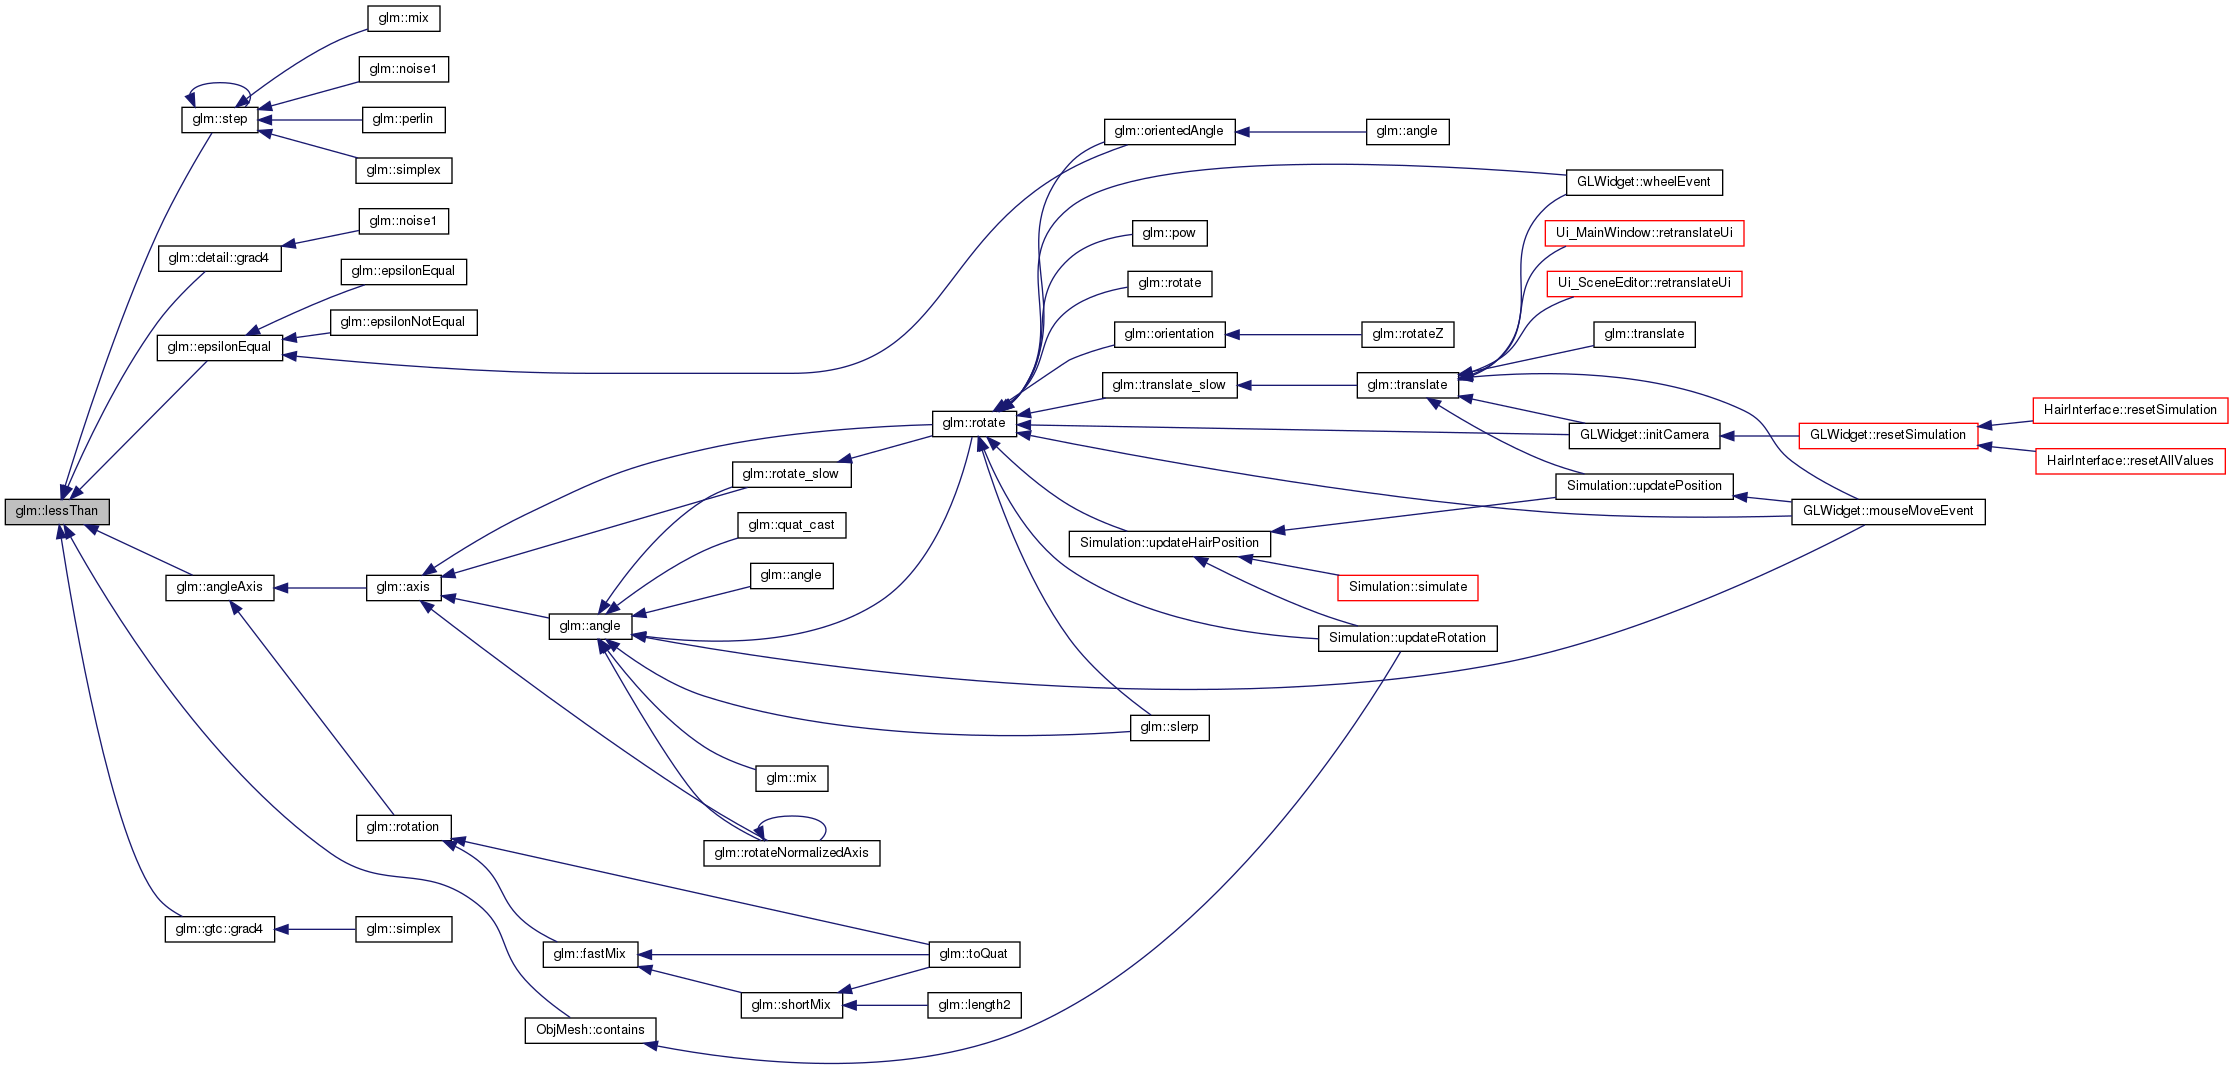 glm::mix
glm::noise1
glm::step
glm::perlin
glm::simplex
glm::orientedAngle
glm::angle
GLWidget::wheelEvent
glm::noise1
glm::detail::grad4
glm::pow
Ui_MainWindow::retranslateUi
glm::epsilonEqual
glm::rotate
Ui_SceneEditor::retranslateUi
glm::epsilonNotEqual
glm::epsilonEqual
glm::orientation
glm::rotateZ
glm::translate
glm::translate_slow
glm::translate
glm::rotate
GLWidget::initCamera
GLWidget::resetSimulation
HairInterface::resetSimulation
HairInterface::resetAllValues
glm::rotate_slow
Simulation::updatePosition
glm::lessThan
glm::quat_cast
GLWidget::mouseMoveEvent
Simulation::updateHairPosition
glm::angleAxis
glm::axis
glm::angle
Simulation::simulate
glm::angle
Simulation::updateRotation
glm::slerp
glm::mix
glm::rotation
glm::rotateNormalizedAxis
glm::gtc::grad4
glm::simplex
glm::fastMix
glm::toQuat
glm::shortMix
glm::length2
ObjMesh::contains